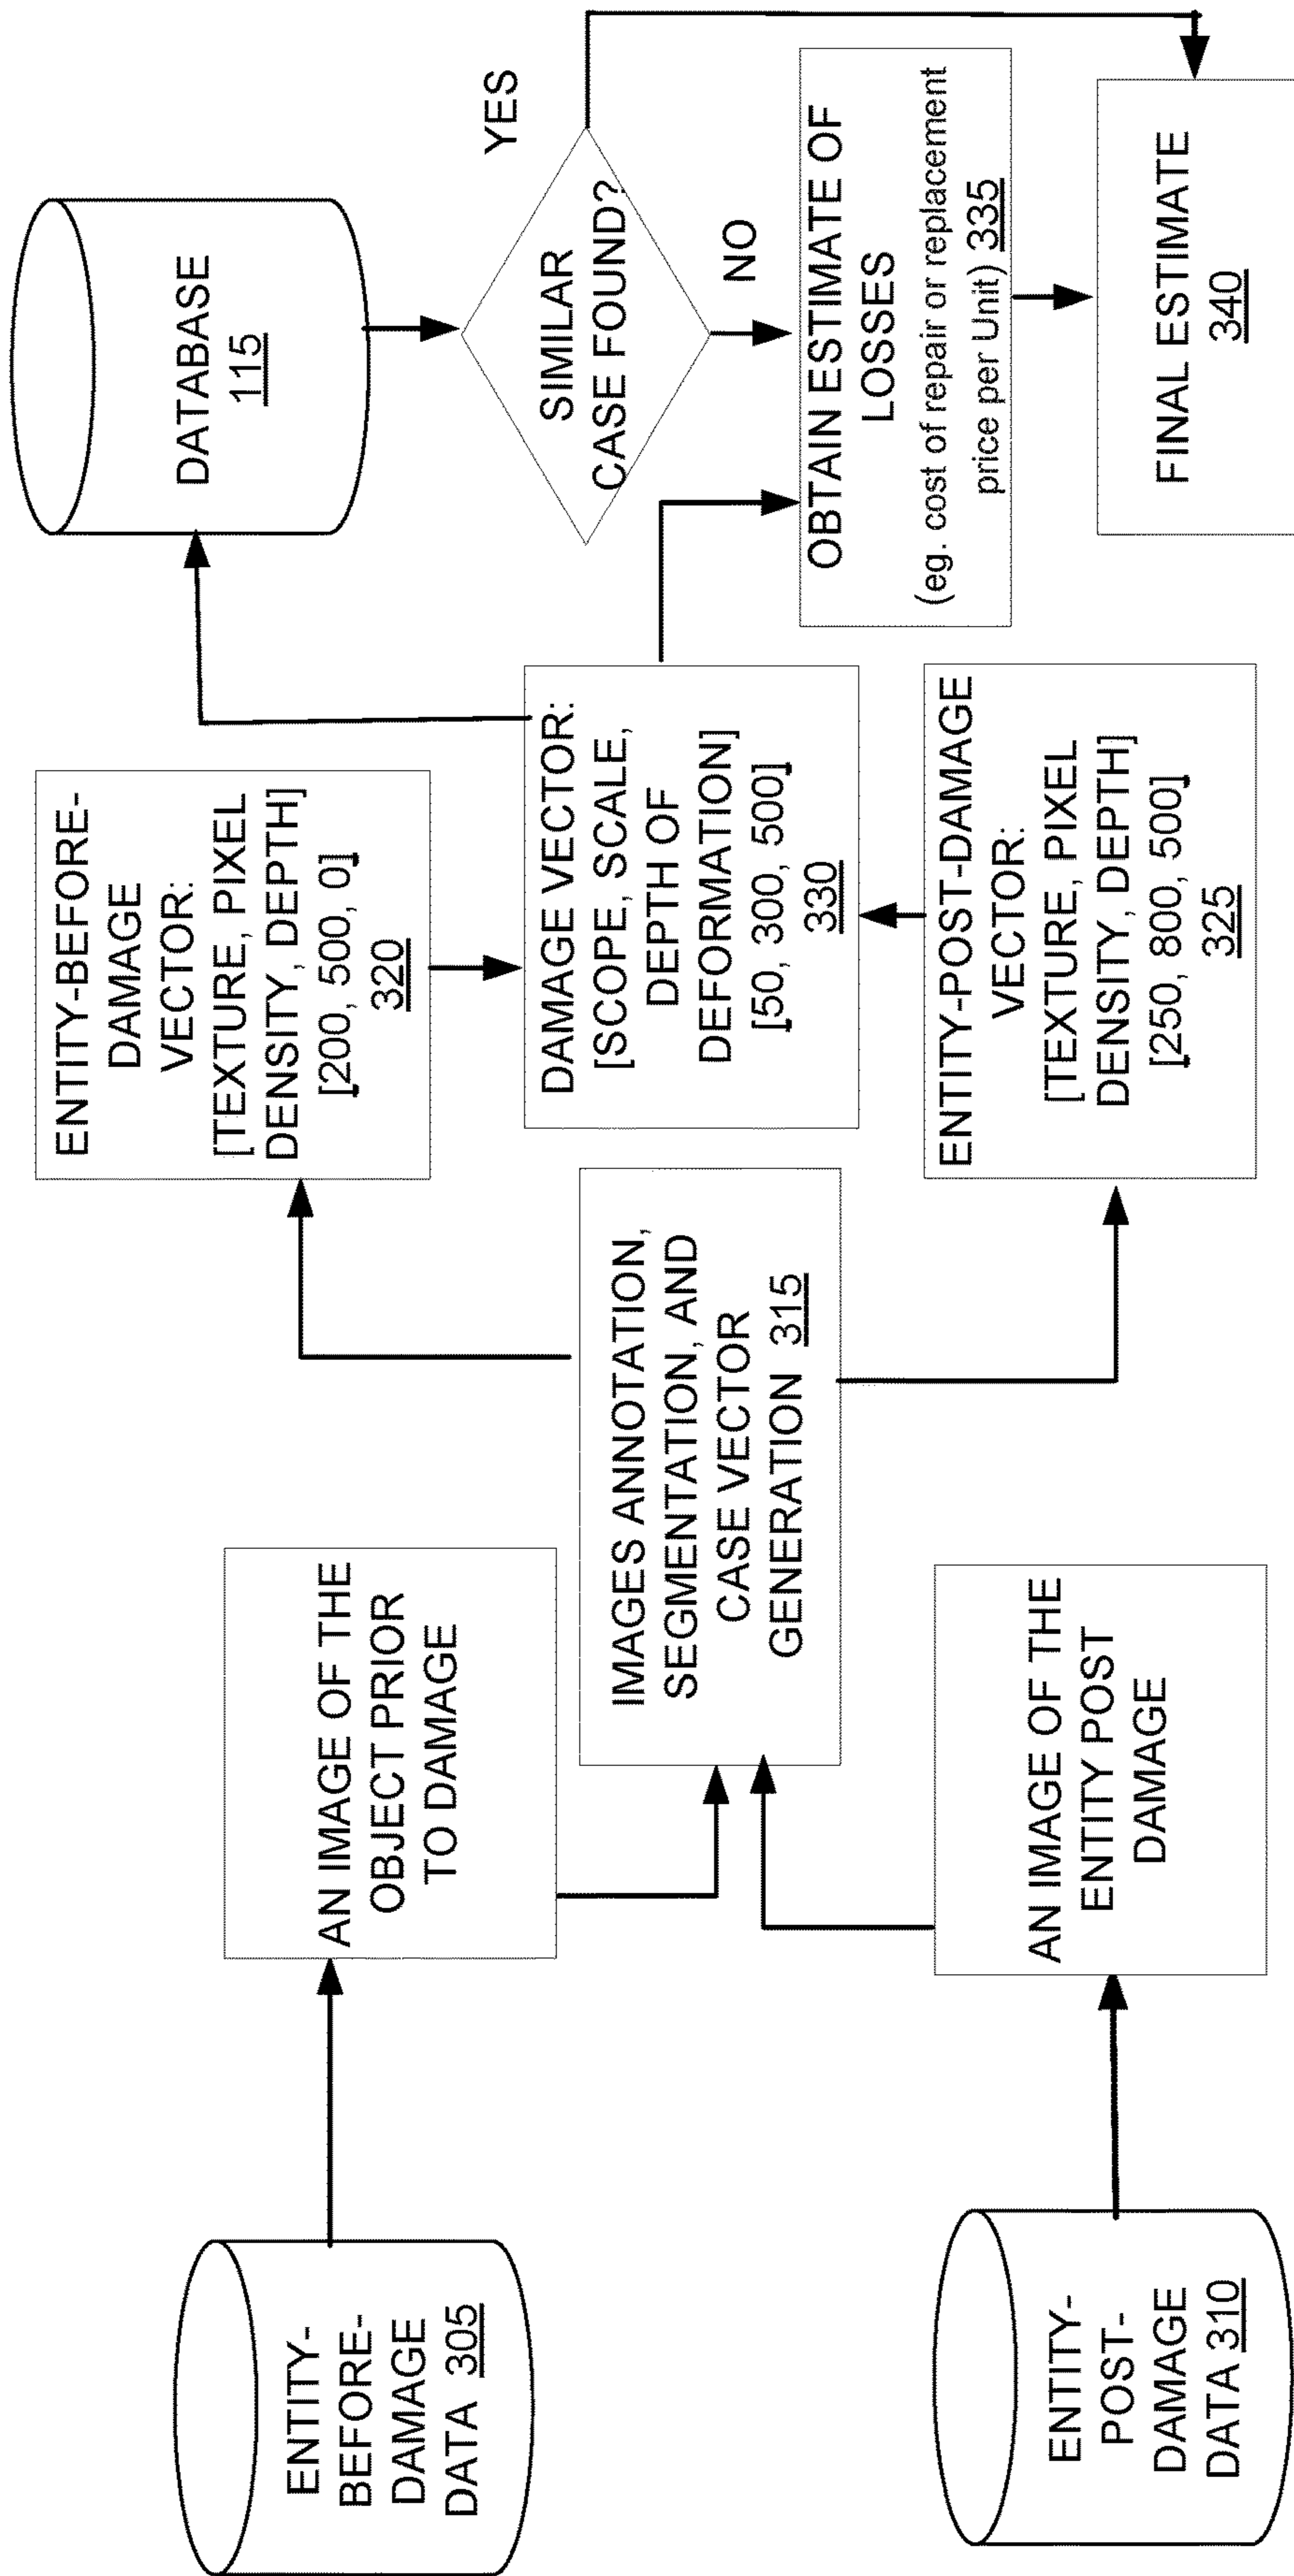 ENTITY-
BEFORE-
DAMAGE
DATA 305
ENTITY-
POST-
DAMAGE
DATA 310
AN IMAGE OF THE
OBJECT PRIOR
TO DAMAGE
AN IMAGE OF THE
ENTITY POST
DAMAGE
IMAGES ANNOTATION,
SEGMENTATION, AND
CASE VECTOR
GENERATION 315
ENTITY-BEFORE-
DAMAGE
VECTOR:
[TEXTURE, PIXEL
DENSITY, DEPTH]
[200, 500, 0]
320
DAMAGE VECTOR:
[SCOPE, SCALE,
DEPTH OF
DEFORMATION]
[50, 300, 500]
330
ENTITY-POST-DAMAGE
VECTOR:
[TEXTURE, PIXEL
DENSITY, DEPTH]
[250, 800, 500]
325
DATABASE
115
SIMILAR
CASE FOUND?
YES
NO
OBTAIN ESTIMATE OF
LOSSES
(eg. cost of repair or replacement
price per Unit) 335
FINAL ESTIMATE
340